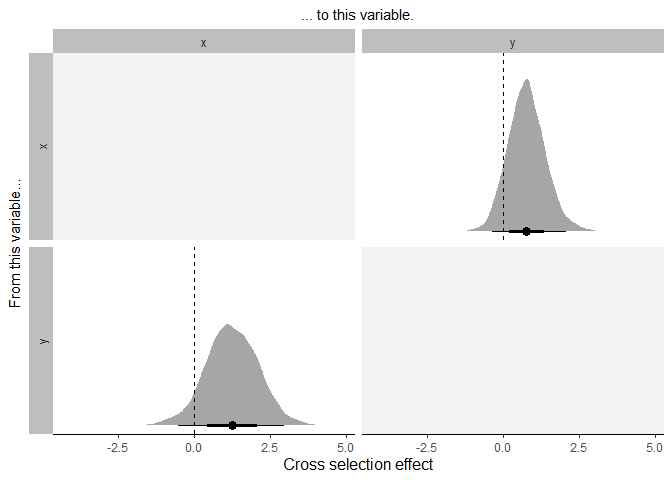 ... to this variable.
x
y
x
From this variable...
y
-2.5
0.0
2.5
5.0
-2.5
0.0
2.5
5.0
Cross selection effect